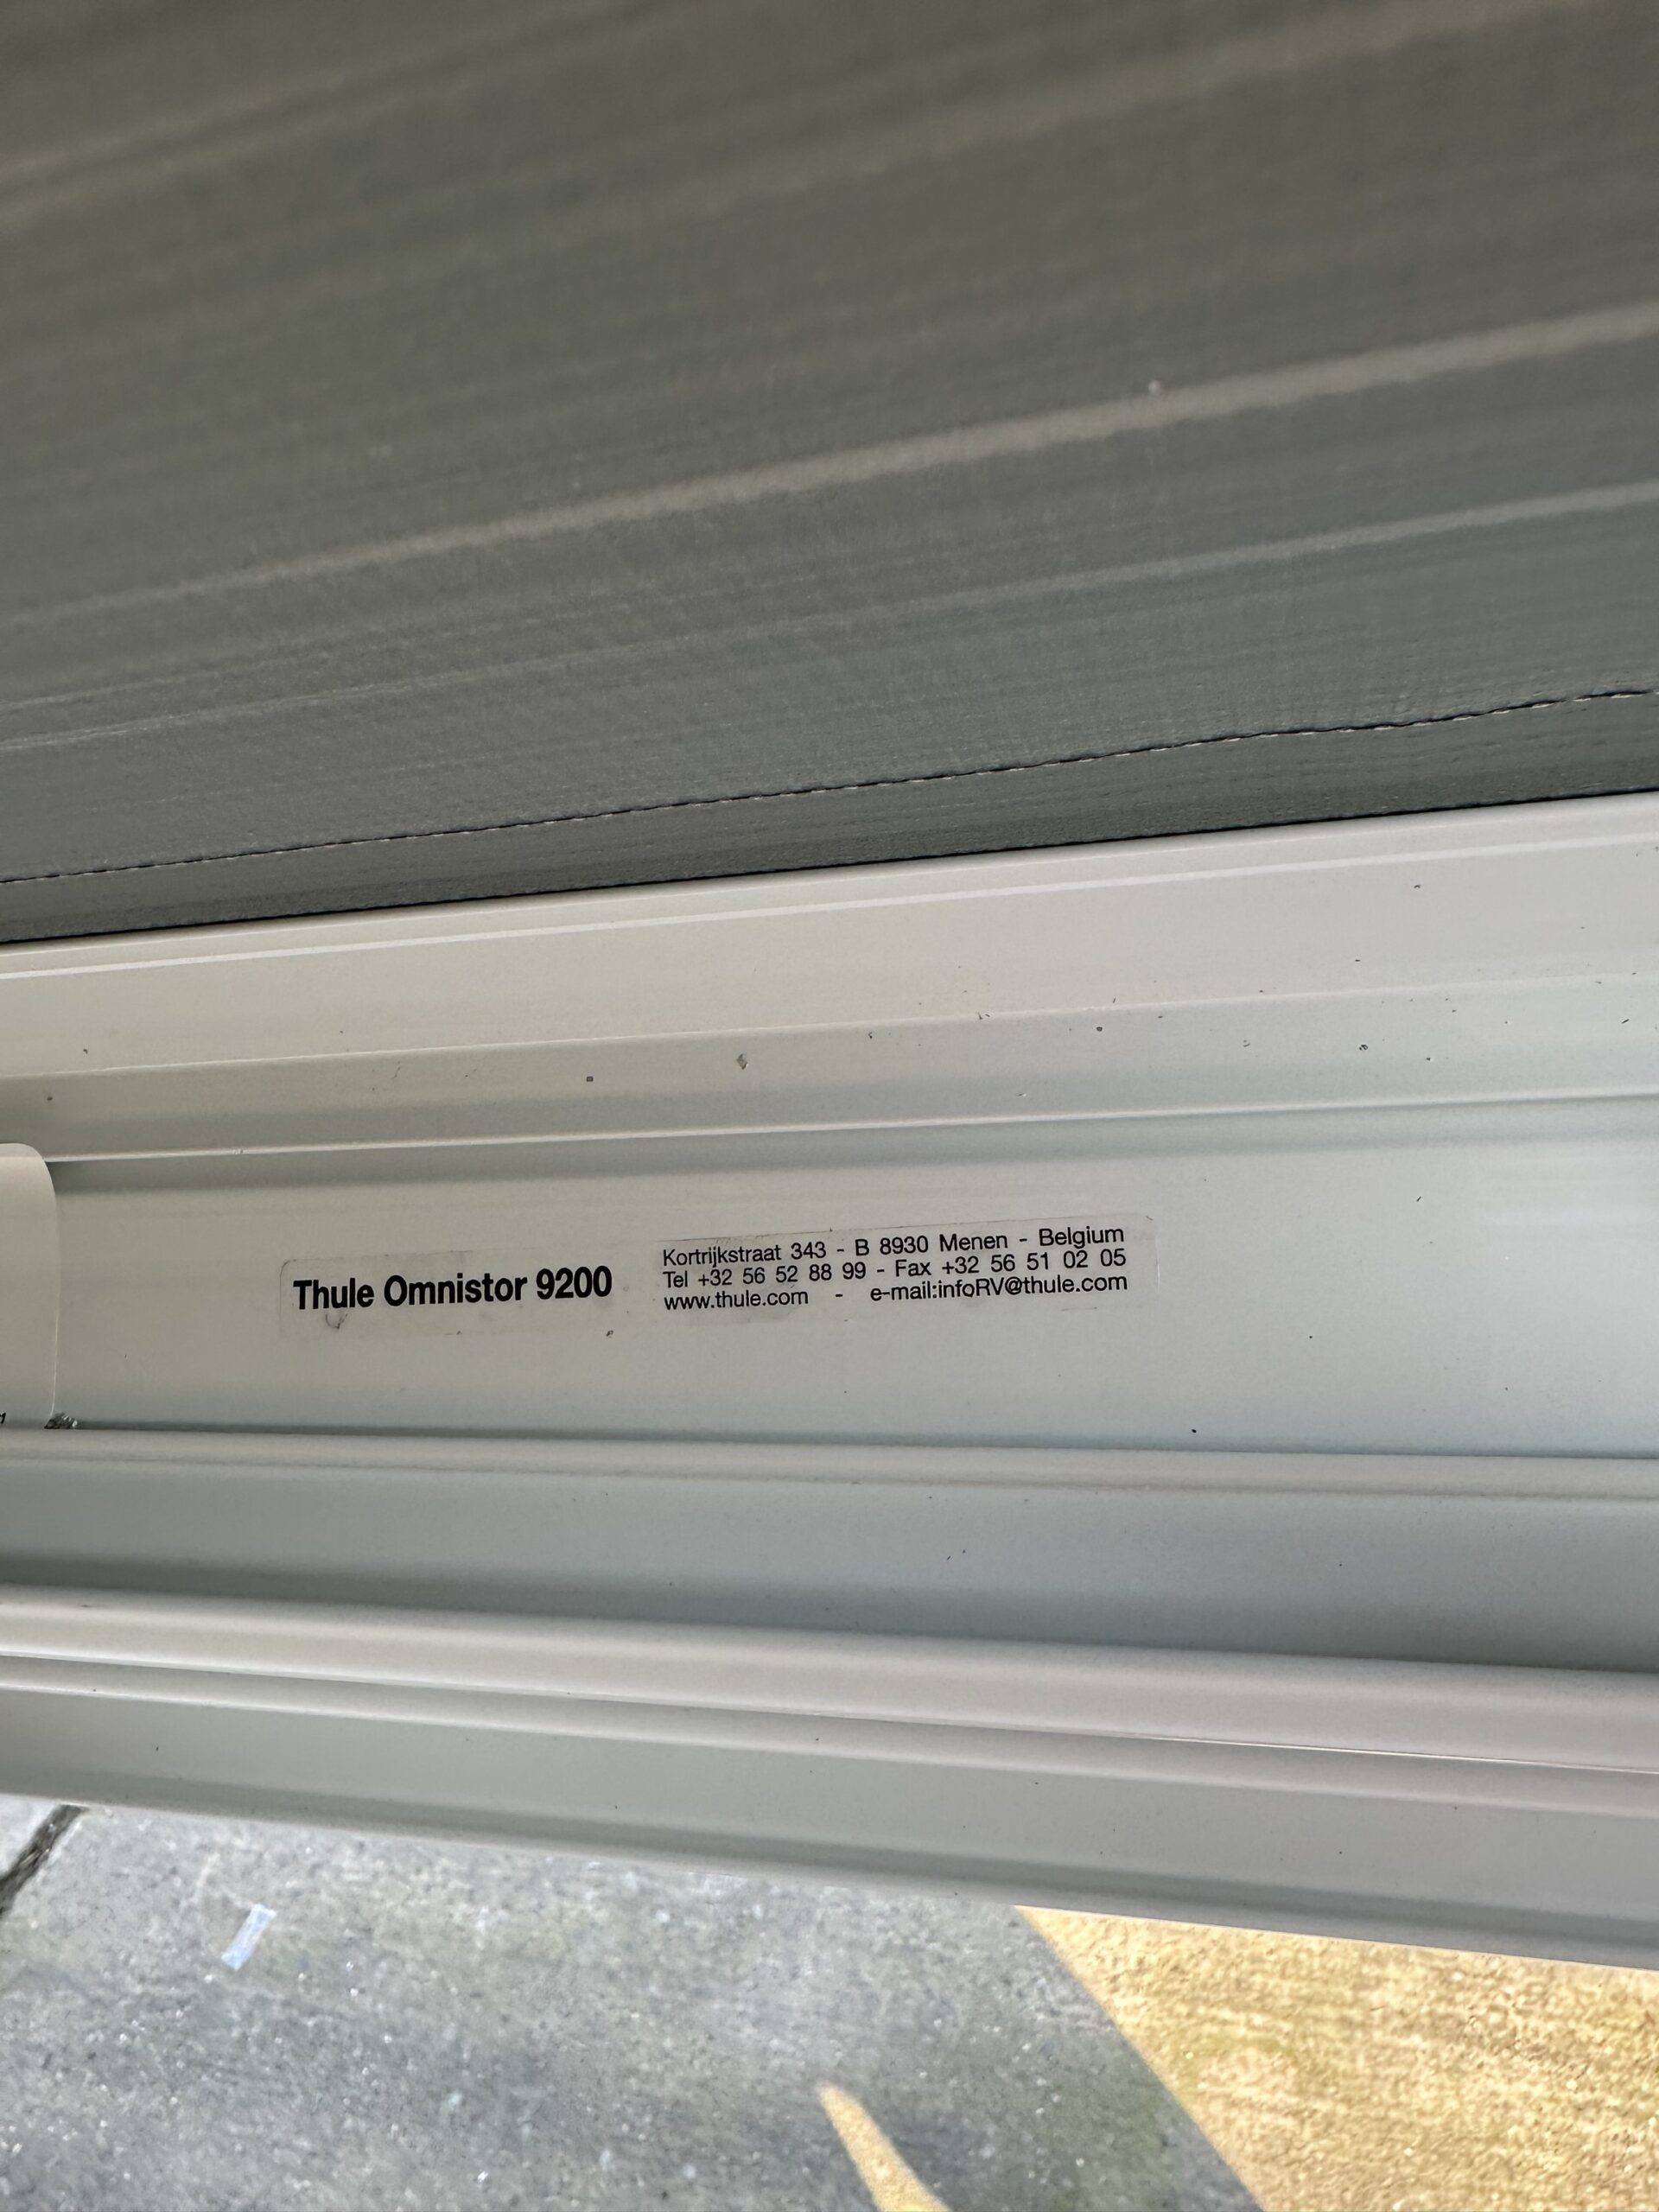 Thule Omnistor 9200
Kortrijkstraat 343 - B 8930 Menen - Belgium
Tel +32 56 52 88 99 - Fax +32 56 51 02 05
www.thule.com - e-mail:infoRV@thule.com